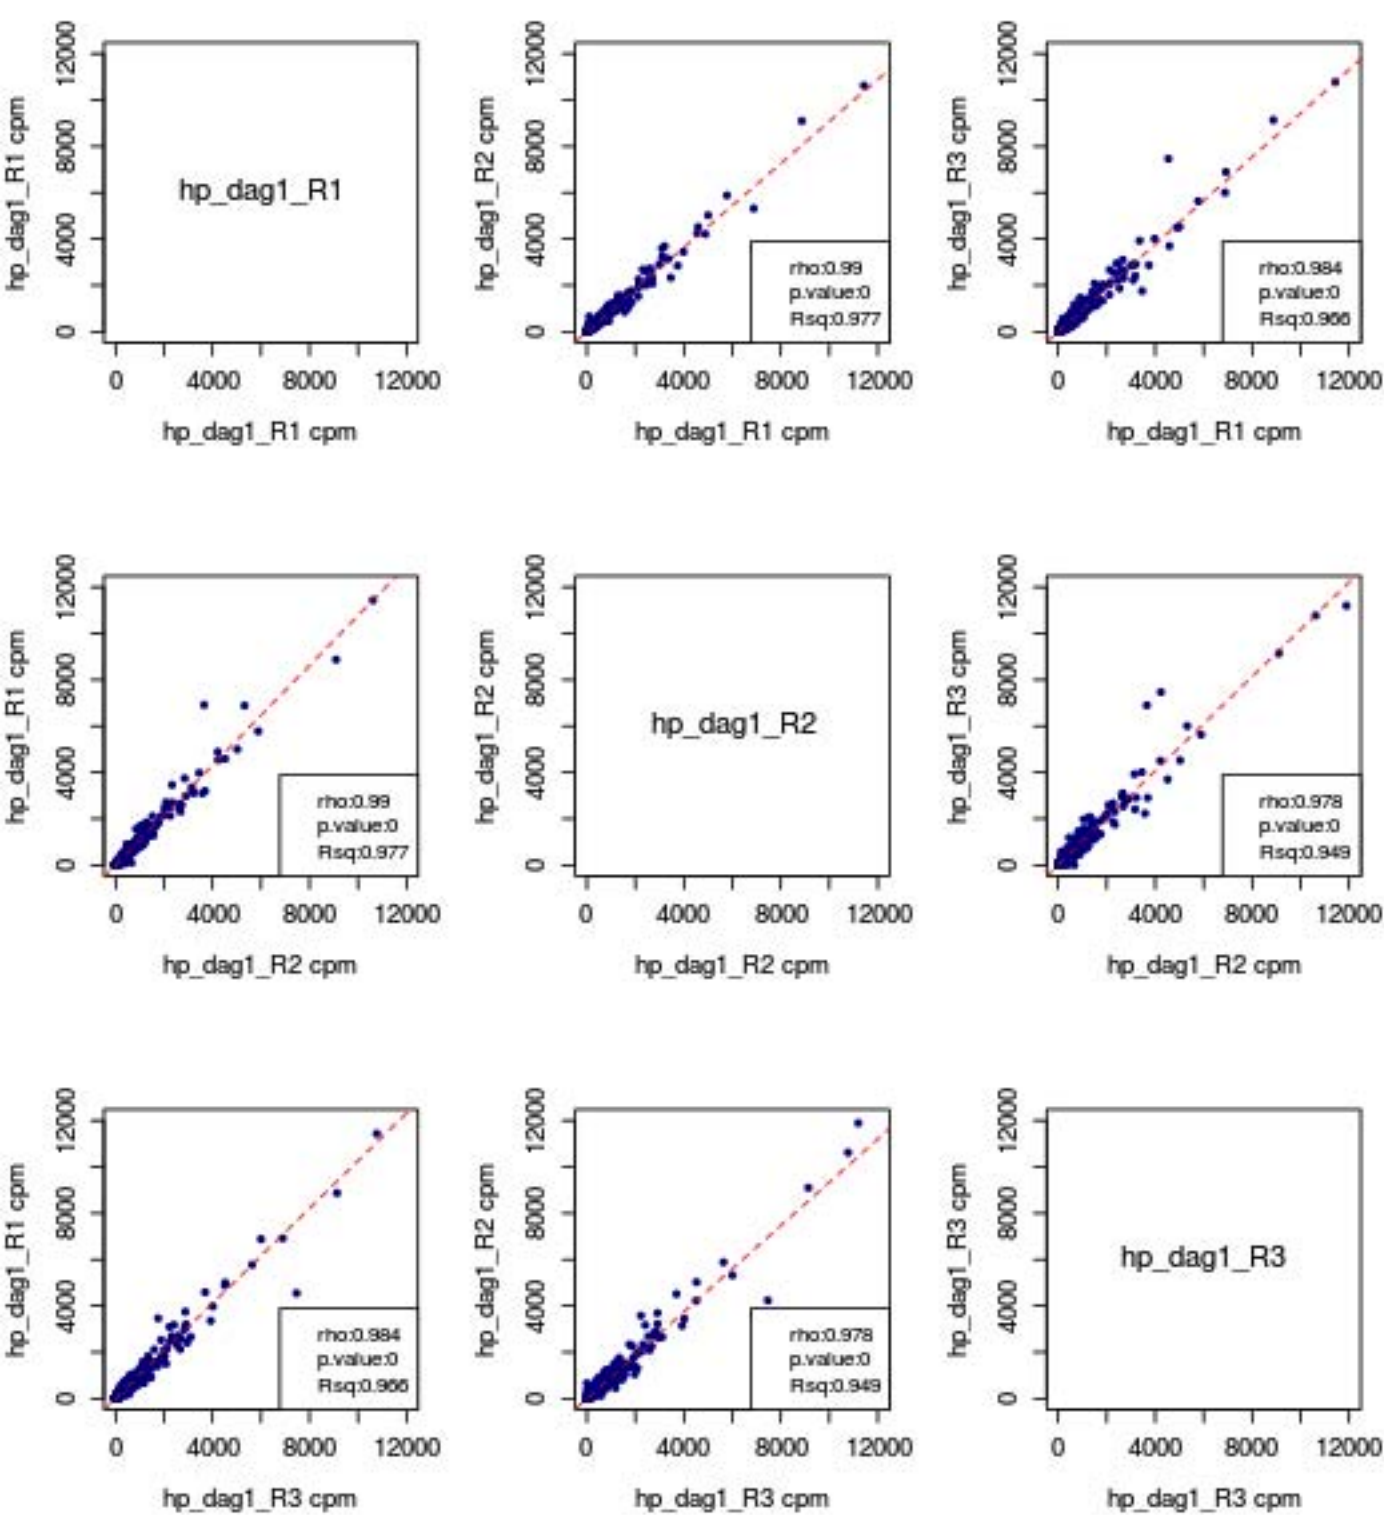 hp_dag1_R1 cpm
12000
8000
4000
0
hp_dag1_R1
0 4000 8000 12000
hp_dag1_R1 cpm
hp_dag1_R2 cpm
12000
8000
4000
0
rho:0.99
p.value:0
Rsq:0.977
0 4000 8000 12000
hp_dag1_R1 cpm
hp_dag1_R3 cpm
12000
8000
4000
0
rho:0.984
p.value:0
Rsq:0.966
0 4000 8000 12000
hp_dag1_R1 cpm
hp_dag1_R1 cpm
12000
8000
4000
0
rho:0.99
p.value:0
Rsq:0.977
0 4000 8000 12000
hp_dag1_R2 cpm
hp_dag1_R2 cpm
12000
8000
4000
0
hp_dag1_R2
0 4000 8000 12000
hp_dag1_R2 cpm
hp_dag1_R3 cpm
12000
8000
4000
0
rho:0.978
p.value:0
Rsq:0.949
0 4000 8000 12000
hp_dag1_R2 cpm
hp_dag1_R1 cpm
12000
8000
4000
0
rho:0.984
p.value:0
Rsq:0.966
0 4000 8000 12000
hp_dag1_R3 cpm
hp_dag1_R2 cpm
12000
8000
4000
0
rho:0.978
p.value:0
Rsq:0.949
0 4000 8000 12000
hp_dag1_R3 cpm
hp_dag1_R3 cpm
12000
8000
4000
0
hp_dag1_R3
0 4000 8000 12000
hp_dag1_R3 cpm